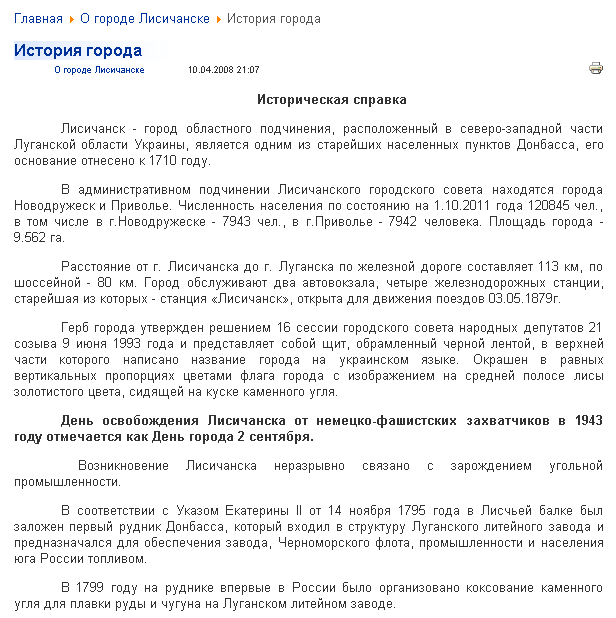 Главная О городе Лисичанске История города
История города
О городе Лисичанске 10.04.2008 21:07
Историческая справка
Лисичанск - город областного подчинения, расположенный в северо-западной части
Луганской области Украины, является одним из старейших населенных пунктов Донбасса, его
основание отнесено к 1710 году.
В административном подчинении Лисичанского городского совета находятся города
Новодружеск и Приволье. Численность населения по состоянию на 1.10.2011 года 120845 чел.,
в том числе в г.Новодружеске - 7943 чел., в г.Приволье - 7942 человека. Площадь города -
9.562 га.
Расстояние от г. Лисичанска до г. Луганска по железной дороге составляет 113 км, по
шоссейной - 80 км. Город обслуживают два автовокзала, четыре железнодорожных станции,
старейшая из которых - станция «Лисичанск», открыта для движения поездов 03.05.1879г.
Герб города утвержден решением 16 сессии городского совета народных депутатов 21
созыва 9 июня 1993 года и представляет собой щит, обрамленный черной лентой, в верхней
части которого написано название города на украинском языке. Окрашен в равных
вертикальных пропорциях цветами флага города с изображением на средней полосе лисы
золотистого цвета, сидящей на куске каменного угля.
День освобождения Лисичанска от немецко-фашистских захватчиков в 1943
году отмечается как День города 2 сентября.
Возникновение Лисичанска неразрывно связано с зарождением угольной
промышленности.
В соответствии с Указом Екатерины II от 14 ноября 1795 года в Лисчьей балке был
заложен первый рудник Донбасса, который входил в структуру Луганского литейного завода и
предназначался для обеспечения завода, Черноморского флота, промышленности и населения
юга России топливом.
В 1799 году на руднике впервые в России было организовано коксование каменного
угля для плавки руды и чугуна на Луганском литейном заводе.